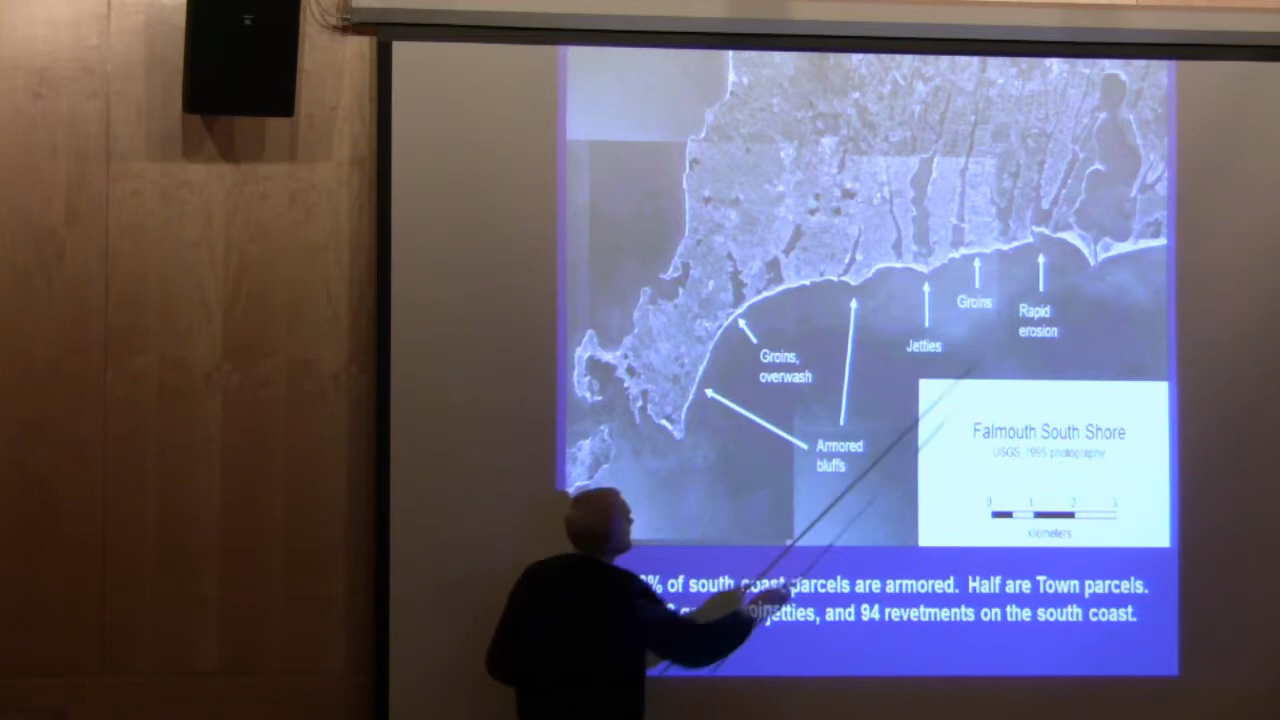 Groins
Rapid
erosion
Jetties
Groins,
overwash
Armored
bluffs
Falmouth South Shore
USGS 1995 photography
0 1 2 3
kilometers
% of south coast parcels are armored. Half are Town parcels.
jetties, and 94 revetments on the south coast.